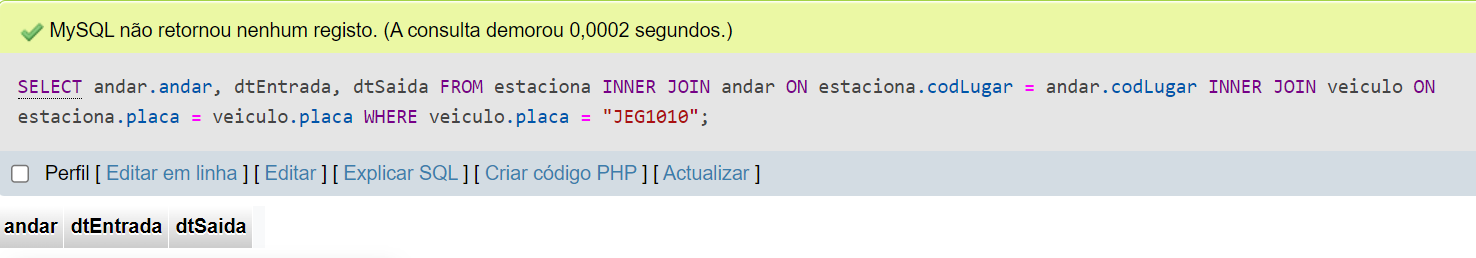 MySQL não retornou nenhum registo. (A consulta demorou 0,0002 segundos.)
SELECT andar.andar, dtEntrada, dtSaida FROM estaciona INNER JOIN andar ON estaciona.codLugar = andar.codLugar INNER JOIN veiculo ON
estaciona.placa = veiculo.placa WHERE veiculo.placa = "JEG1010";
Perfil [ Editar em linha ] [ Editar ] [ Explicar SQL ] [ Criar código PHP ] [ Actualizar ]
andar dtEntrada dtSaida